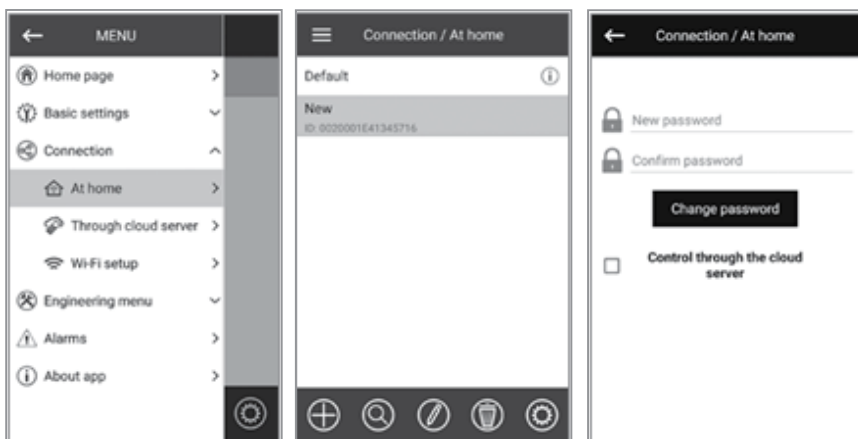 MENU
Home page
Basic settings
Connection
At home
Through cloud server
Wi-Fi setup
Engineering menu
Alarms
About app
Connection / At home
Default
New
ID: 0020001E41345716
Connection / At home
New password
Confirm password
Change password
Control through the cloud
server